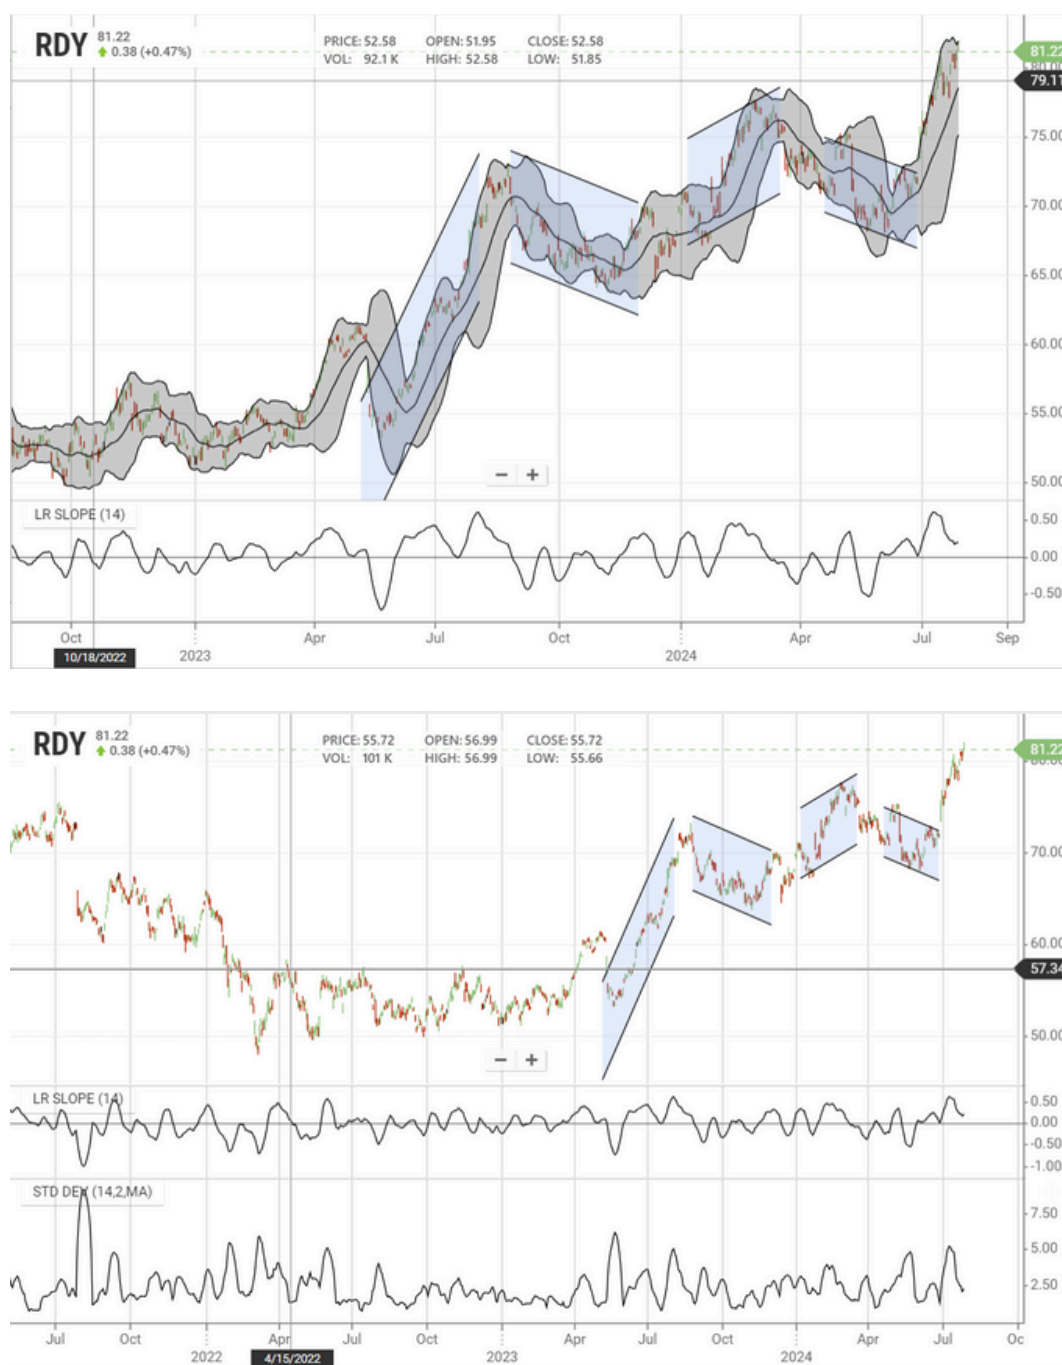 RDY 81.22
0.38 (+0.47%)
PRICE: 52.58 OPEN: 51.95 CLOSE: 52.58
VOL: 92.1 K HIGH: 52.58 LOW: 51.85
81.22
79.11
75.00
70.00
65.00
60.00
55.00
50.00
− +
LR SLOPE (14)
0.50
0.00
-0.50
Oct Apr Jul Oct Apr Jul Sep
10/18/2022 2023 2024
RDY 81.22
0.38 (+0.47%)
PRICE: 55.72 OPEN: 56.99 CLOSE: 55.72
VOL: 101 K HIGH: 56.99 LOW: 55.66
81.22
80.00
70.00
60.00
57.34
50.00
− +
LR SLOPE (14)
0.50
0.00
-0.50
-1.00
STD DEV (14,2,MA)
7.50
5.00
2.50
Jul Oct Apr Jul Oct Apr Jul Oct Apr Jul Oc
2022 4/15/2022 2023 2024